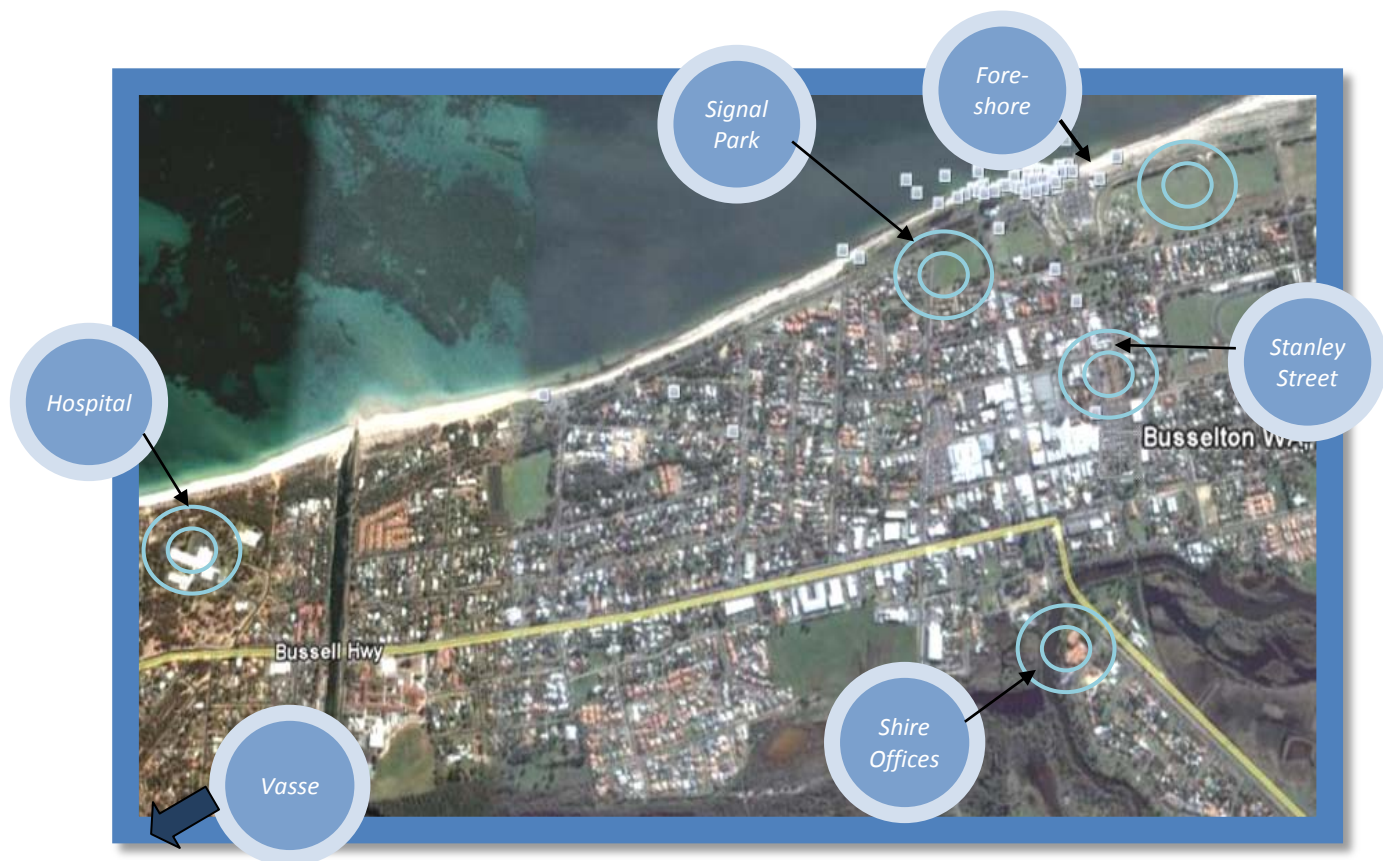 Fore-
shore
Signal
Park
Stanley
Street
Hospital
Busselton WA
Bussell Hwy
Shire
Offices
Vasse